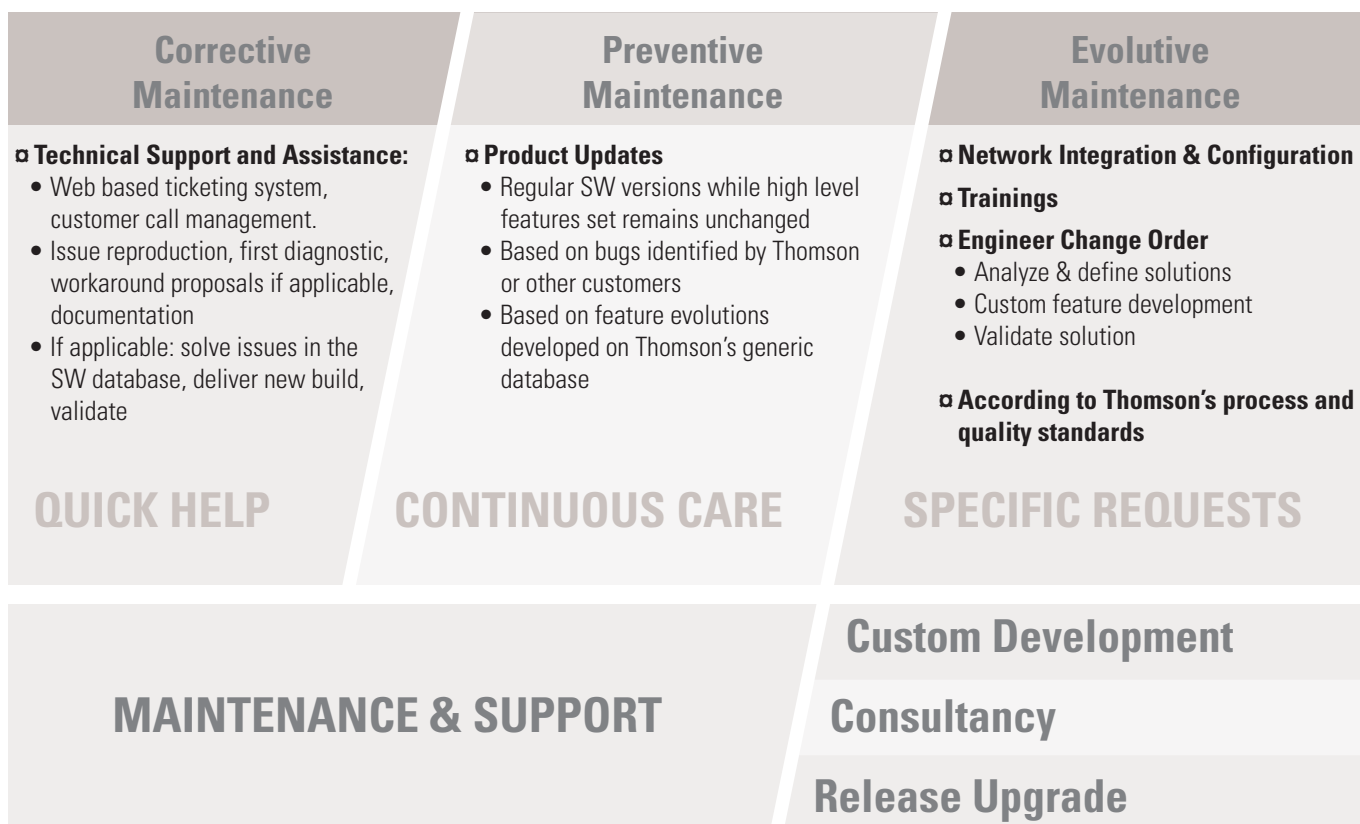 Corrective
Maintenance
¤ Technical Support and Assistance:
• Web based ticketing system,
customer call management.
• Issue reproduction, first diagnostic,
workaround proposals if applicable,
documentation
• If applicable: solve issues in the
SW database, deliver new build,
validate
QUICK HELP
Preventive
Maintenance
¤ Product Updates
• Regular SW versions while high level
features set remains unchanged
• Based on bugs identified by Thomson
or other customers
• Based on feature evolutions
developed on Thomson’s generic
database
CONTINUOUS CARE
Evolutive
Maintenance
¤ Network Integration & Configuration
¤ Trainings
¤ Engineer Change Order
• Analyze & define solutions
• Custom feature development
• Validate solution
¤ According to Thomson’s process and
quality standards
SPECIFIC REQUESTS
MAINTENANCE & SUPPORT
Custom Development
Consultancy
Release Upgrade